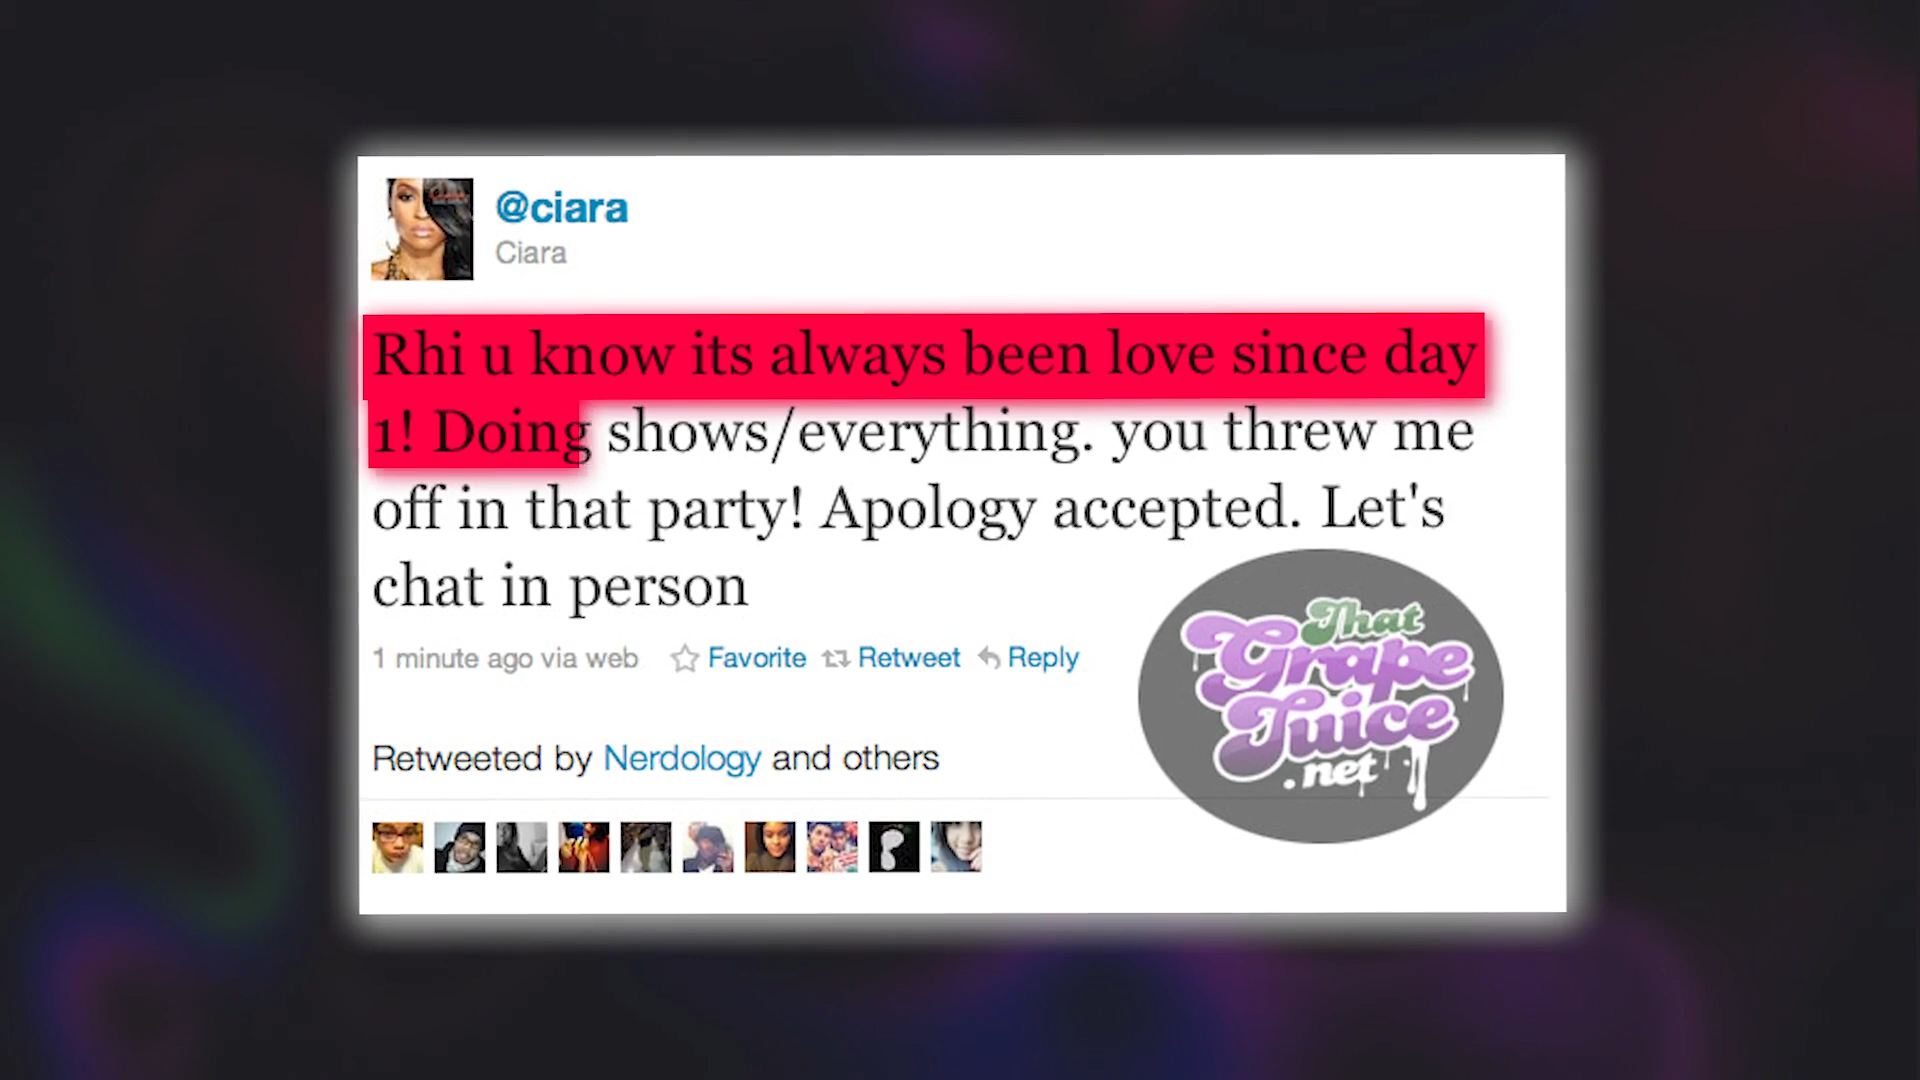 @ciara
Ciara
Rhi u know its always been love since day
1! Doing shows/everything. you threw me
off in that party! Apology accepted. Let's
chat in person
1 minute ago via web Favorite Retweet Reply
That
Grape
Juice
.net
Retweeted by Nerdology and others